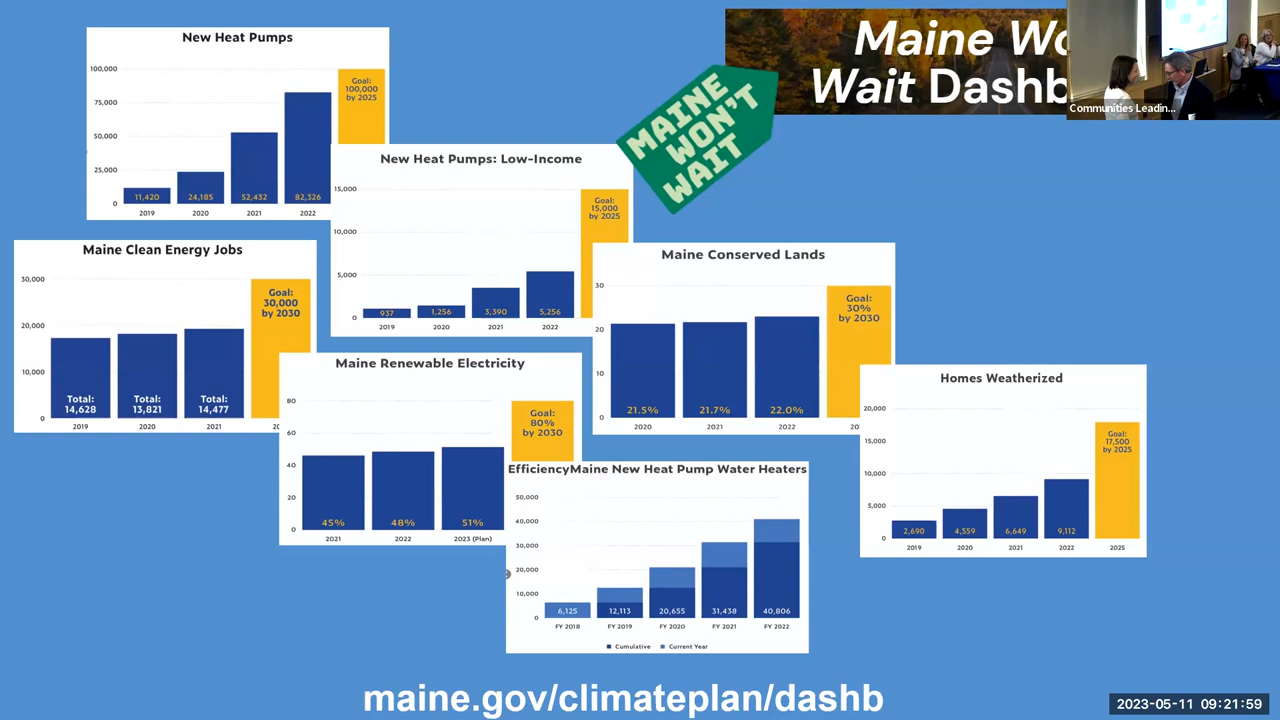 Maine Wo
Wait Dashb
Communities Leadin...
MAINE
WON'T
WAIT
New Heat Pumps
100,000
75,000
50,000
25,000
0
Goal:
100,000
by 2025
11,420 24,185 52,432 82,326
2019 2020 2021 2022
New Heat Pumps: Low-Income
15,000
10,000
5,000
0
Goal:
15,000
by 2025
937 1,256 3,390 5,256
2019 2020 2021 2022
Maine Clean Energy Jobs
30,000
20,000
10,000
0
Goal:
30,000
by 2030
Total: Total: Total:
14,628 13,821 14,477
2019 2020 2021 20
Maine Conserved Lands
30
20
10
0
Goal:
30%
by 2030
21.5% 21.7% 22.0%
2020 2021 2022 20
Maine Renewable Electricity
80
60
40
20
0
Goal:
80%
by 2030
45% 48% 51%
2021 2022 2023 (Plan)
Homes Weatherized
20,000
15,000
10,000
5,000
0
Goal:
17,500
by 2025
2,690 4,559 6,649 9,112
2019 2020 2021 2022 2025
EfficiencyMaine New Heat Pump Water Heaters
50,000
40,000
30,000
20,000
10,000
0
6,125 12,113 20,655 31,438 40,806
FY 2018 FY 2019 FY 2020 FY 2021 FY 2022
Cumulative Current Year
maine.gov/climateplan/dashb
2023-05-11 09:21:59